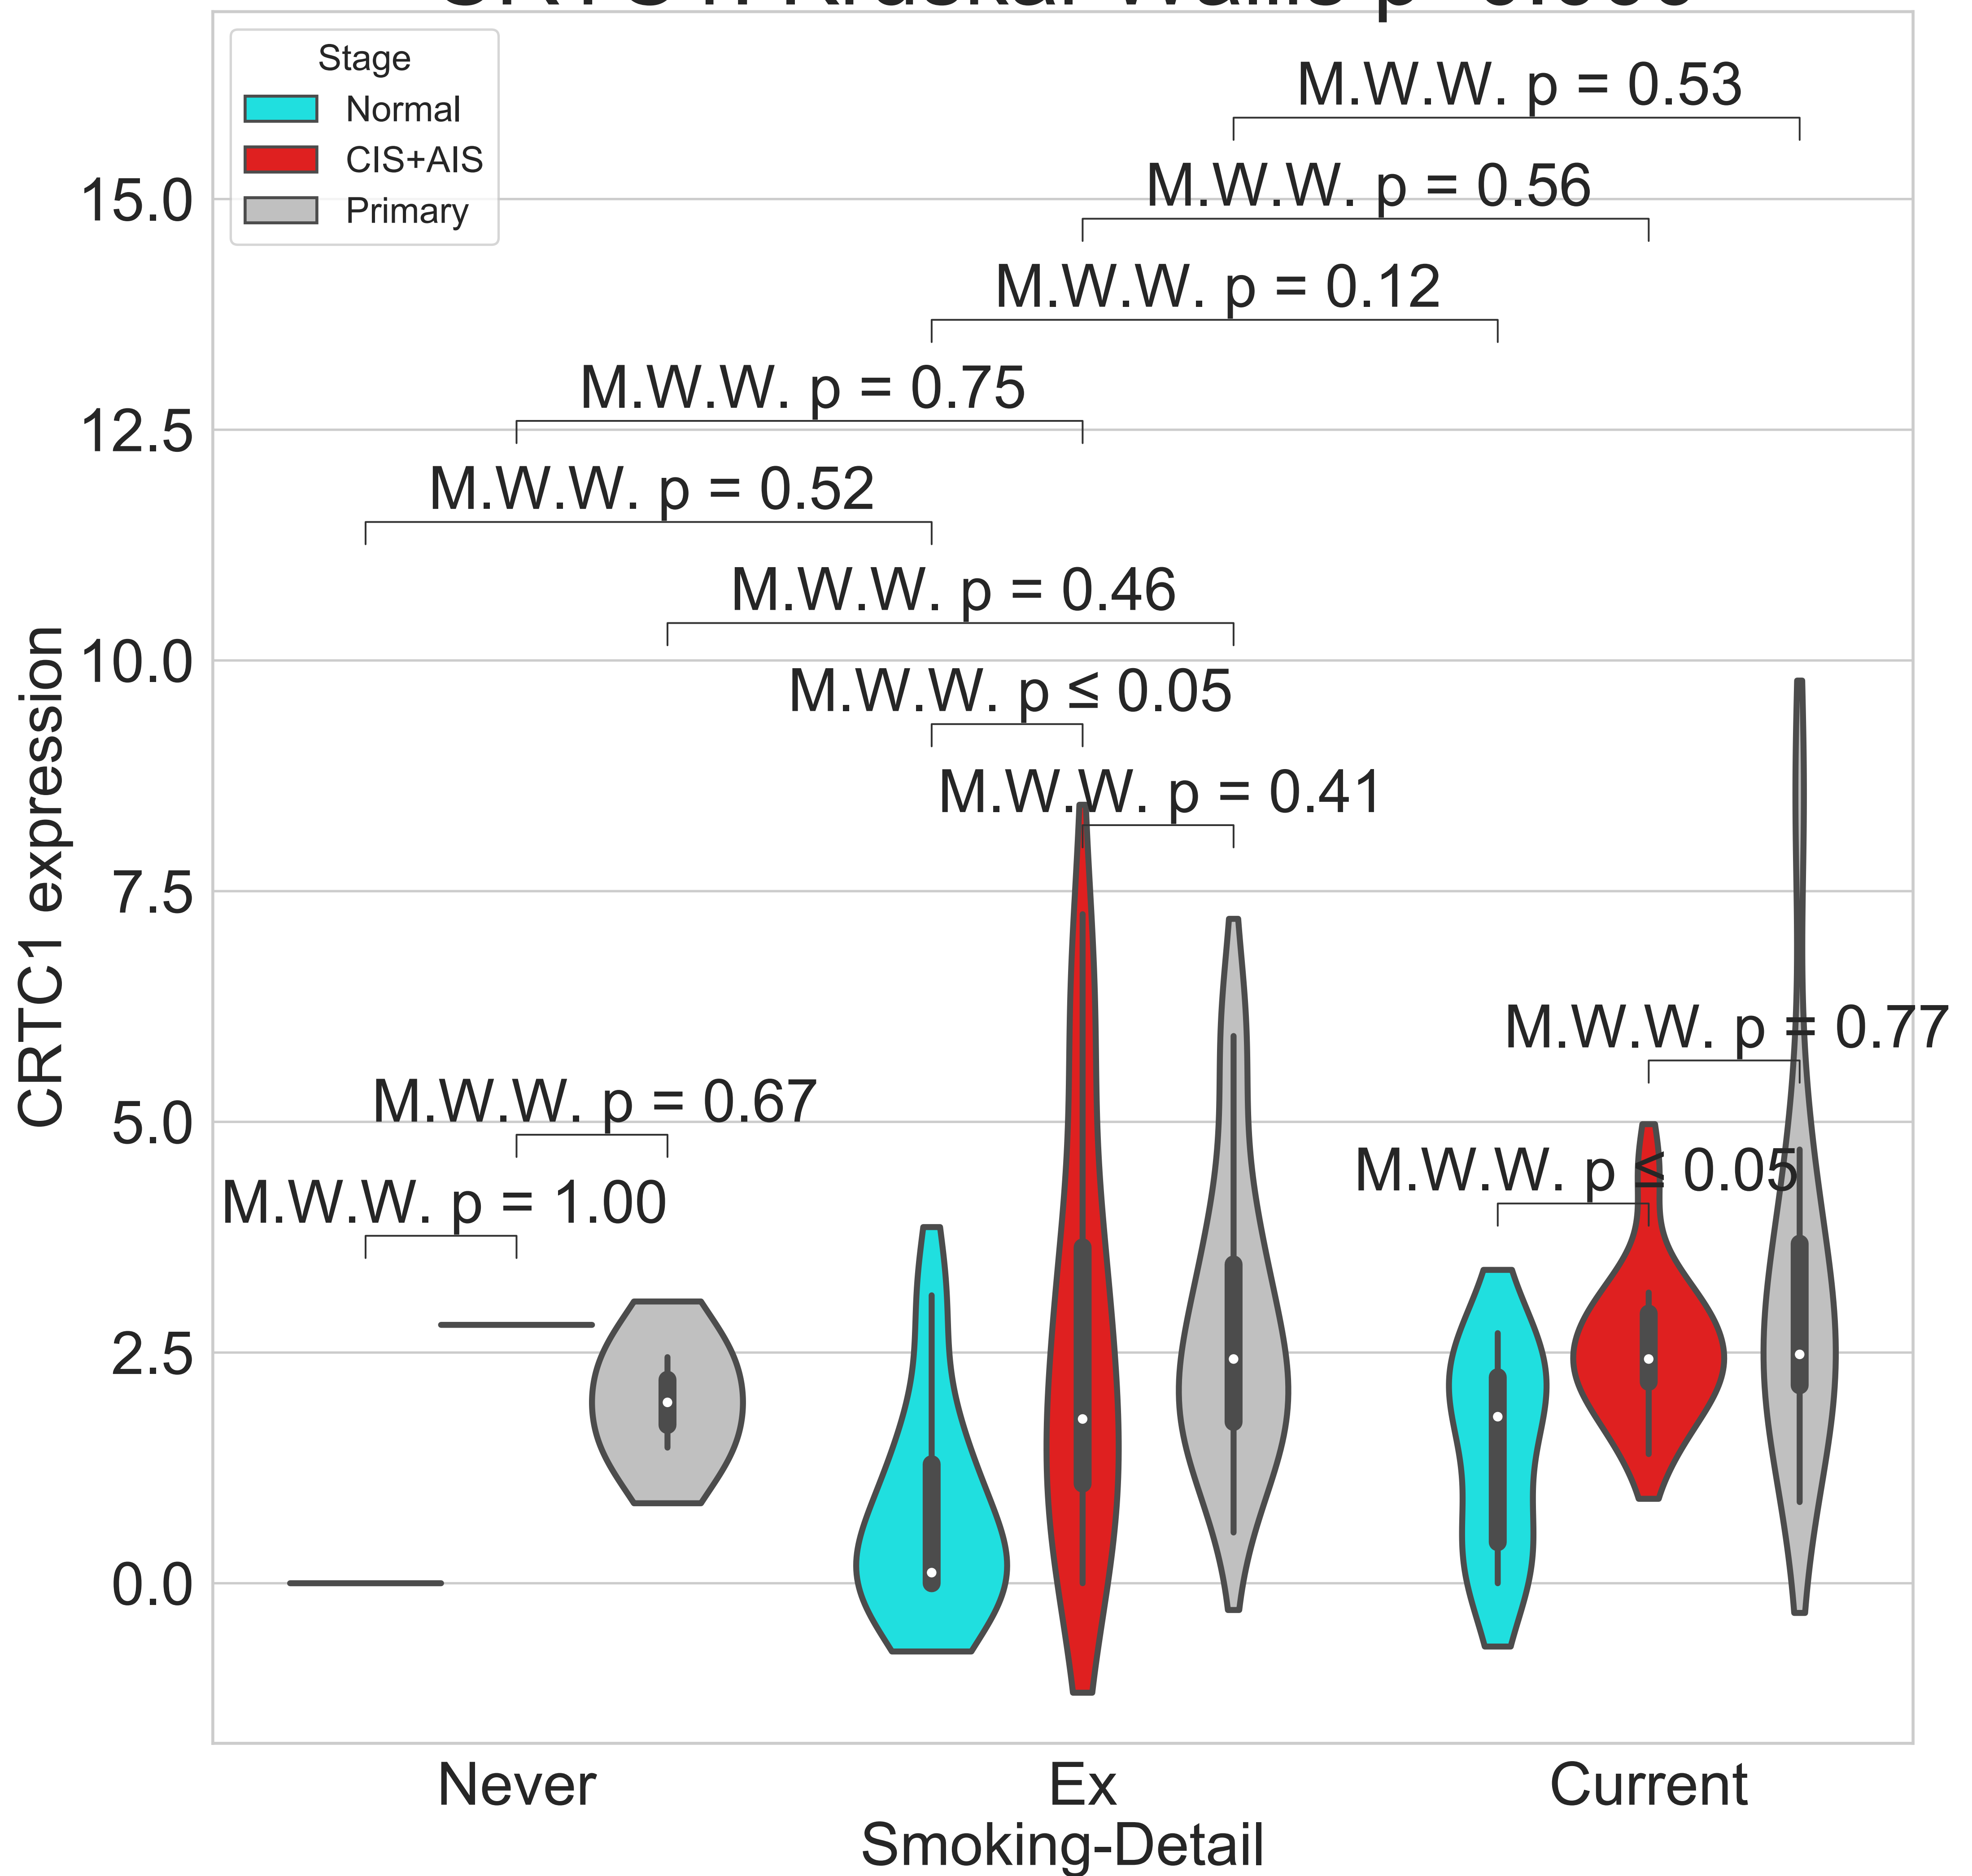 Stage
Normal
CIS+AIS
Primary
M.W.W. p = 0.53
M.W.W. p = 0.56
M.W.W. p = 0.12
M.W.W. p = 0.75
M.W.W. p = 0.52
M.W.W. p = 0.46
M.W.W. p ≤ 0.05
M.W.W. p = 0.41
M.W.W. p = 0.77
M.W.W. p = 0.67
M.W.W. p ≤ 0.05
M.W.W. p = 1.00
15.0
12.5
10.0
7.5
5.0
2.5
0.0
CRTC1 expression
Never
Ex
Current
Smoking-Detail